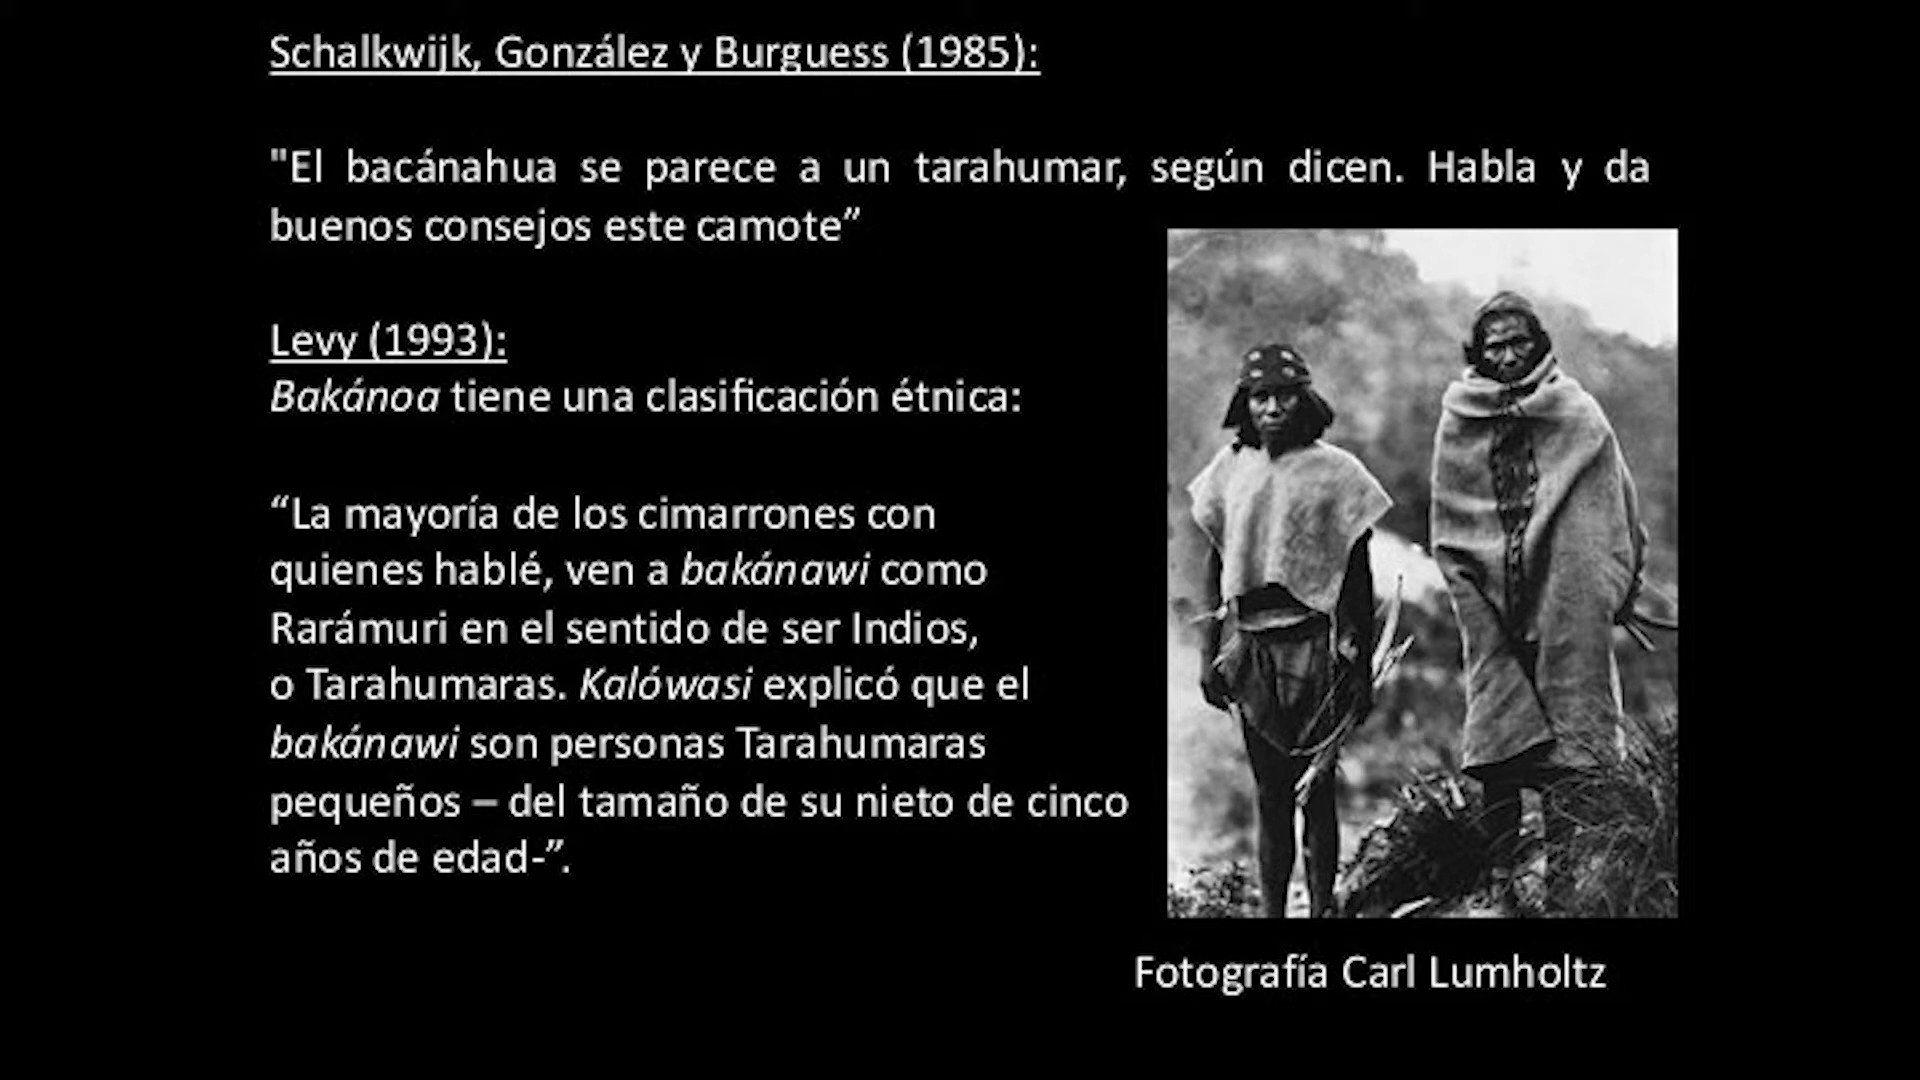 Schalkwijk, González y Burguess (1985):
"El bacánahua se parece a un tarahumar, según dicen. Habla y da
buenos consejos este camote”
Levy (1993):
Bakánoa tiene una clasificación étnica:
“La mayoría de los cimarrones con
quienes hablé, ven a bakánawi como
Rarámuri en el sentido de ser Indios,
o Tarahumaras. Kalówasi explicó que el
bakánawi son personas Tarahumaras
pequeños – del tamaño de su nieto de cinco
años de edad-”.
Fotografía Carl Lumholtz